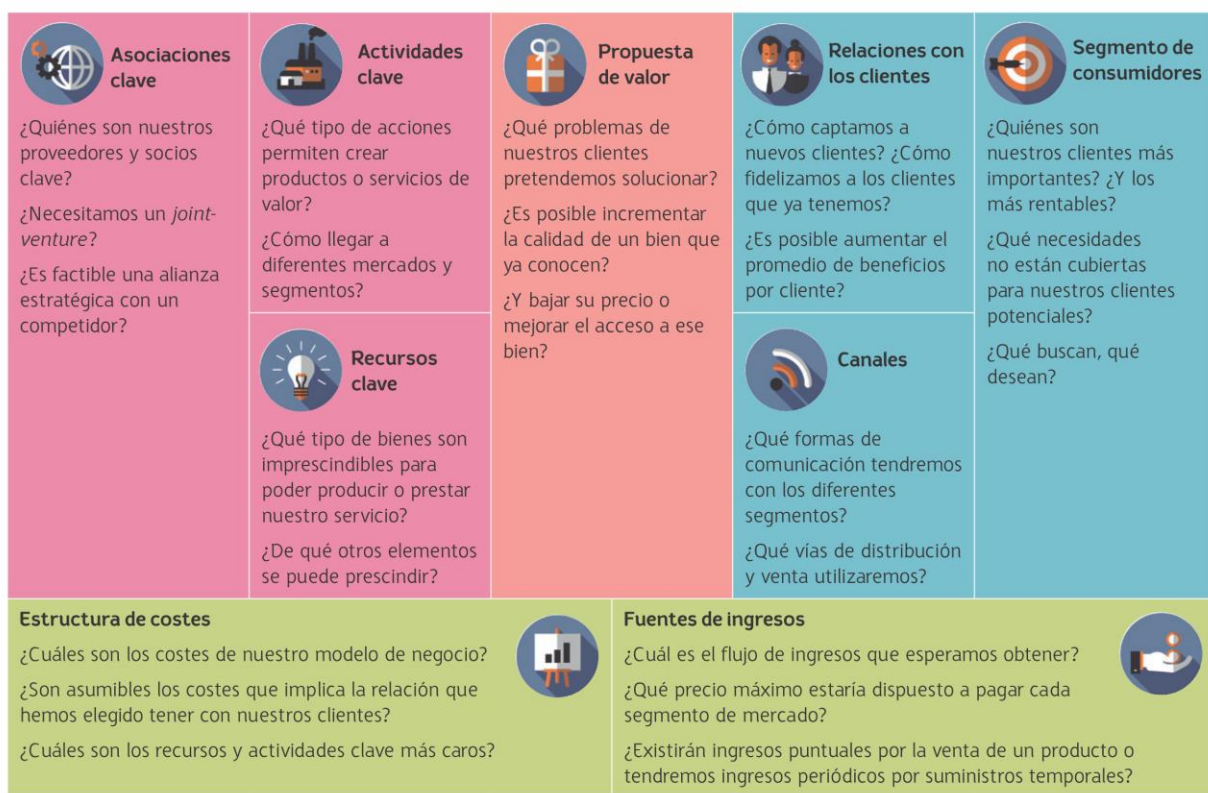 Asociaciones
clave
¿Quiénes son nuestros
proveedores y socios
clave?
¿Necesitamos un joint-
venture?
¿Es factible una alianza
estratégica con un
competidor?
Actividades
clave
¿Qué tipo de acciones
permiten crear
productos o servicios de
valor?
¿Cómo llegar a
diferentes mercados y
segmentos?
Recursos
clave
¿Qué tipo de bienes son
imprescindibles para
poder producir o prestar
nuestro servicio?
¿De qué otros elementos
se puede prescindir?
Propuesta
de valor
¿Qué problemas de
nuestros clientes
pretendemos solucionar?
¿Es posible incrementar
la calidad de un bien que
ya conocen?
¿Y bajar su precio o
mejorar el acceso a ese
bien?
Relaciones con
los clientes
¿Cómo captamos a
nuevos clientes? ¿Cómo
fidelizamos a los clientes
que ya tenemos?
¿Es posible aumentar el
promedio de beneficios
por cliente?
Canales
¿Qué formas de
comunicación tendremos
con los diferentes
segmentos?
¿Qué vías de distribución
y venta utilizaremos?
Segmento de
consumidores
¿Quiénes son
nuestros clientes más
importantes? ¿Y los
más rentables?
¿Qué necesidades
no están cubiertas
para nuestros clientes
potenciales?
¿Qué buscan, qué
desean?
Estructura de costes
¿Cuáles son los costes de nuestro modelo de negocio?
¿Son asumibles los costes que implica la relación que
hemos elegido tener con nuestros clientes?
¿Cuáles son los recursos y actividades clave más caros?
Fuentes de ingresos
¿Cuál es el flujo de ingresos que esperamos obtener?
¿Qué precio máximo estaría dispuesto a pagar cada
segmento de mercado?
¿Existirán ingresos puntuales por la venta de un producto o
tendremos ingresos periódicos por suministros temporales?